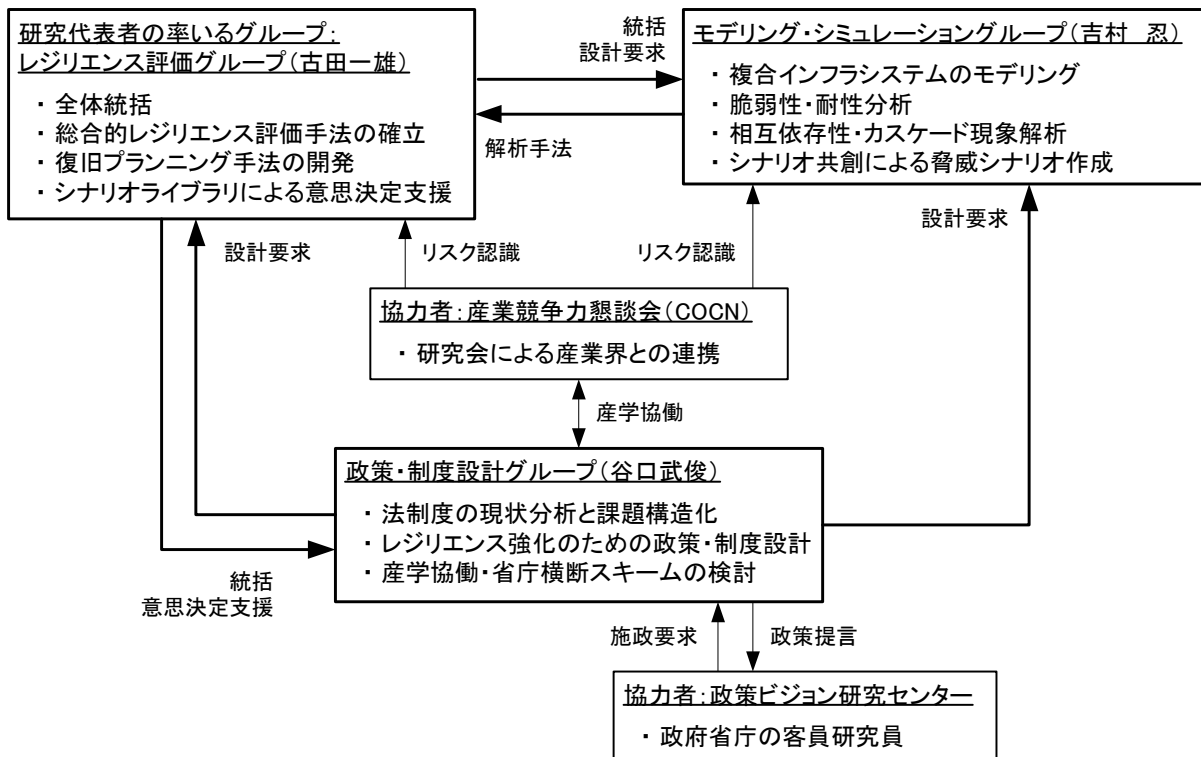 研究代表者の率いるグループ:
レジリエンス評価グループ(古田一雄)
・ 全体統括
・ 総合的レジリエンス評価手法の確立
・ 復旧プランニング手法の開発
・ シナリオライブラリによる意思決定支援
統括
設計要求
解析手法
モデリング・シミュレーショングループ(吉村 忍)
・ 複合インフラシステムのモデリング
・ 脆弱性・耐性分析
・ 相互依存性・カスケード現象解析
・ シナリオ共創による脅威シナリオ作成
設計要求
リスク認識
リスク認識
設計要求
協力者:産業競争力懇談会(COCN)
・ 研究会による産業界との連携
産学協働
政策・制度設計グループ(谷口武俊)
・ 法制度の現状分析と課題構造化
・ レジリエンス強化のための政策・制度設計
・ 産学協働・省庁横断スキームの検討
統括
意思決定支援
施政要求
政策提言
協力者:政策ビジョン研究センター
・ 政府省庁の客員研究員